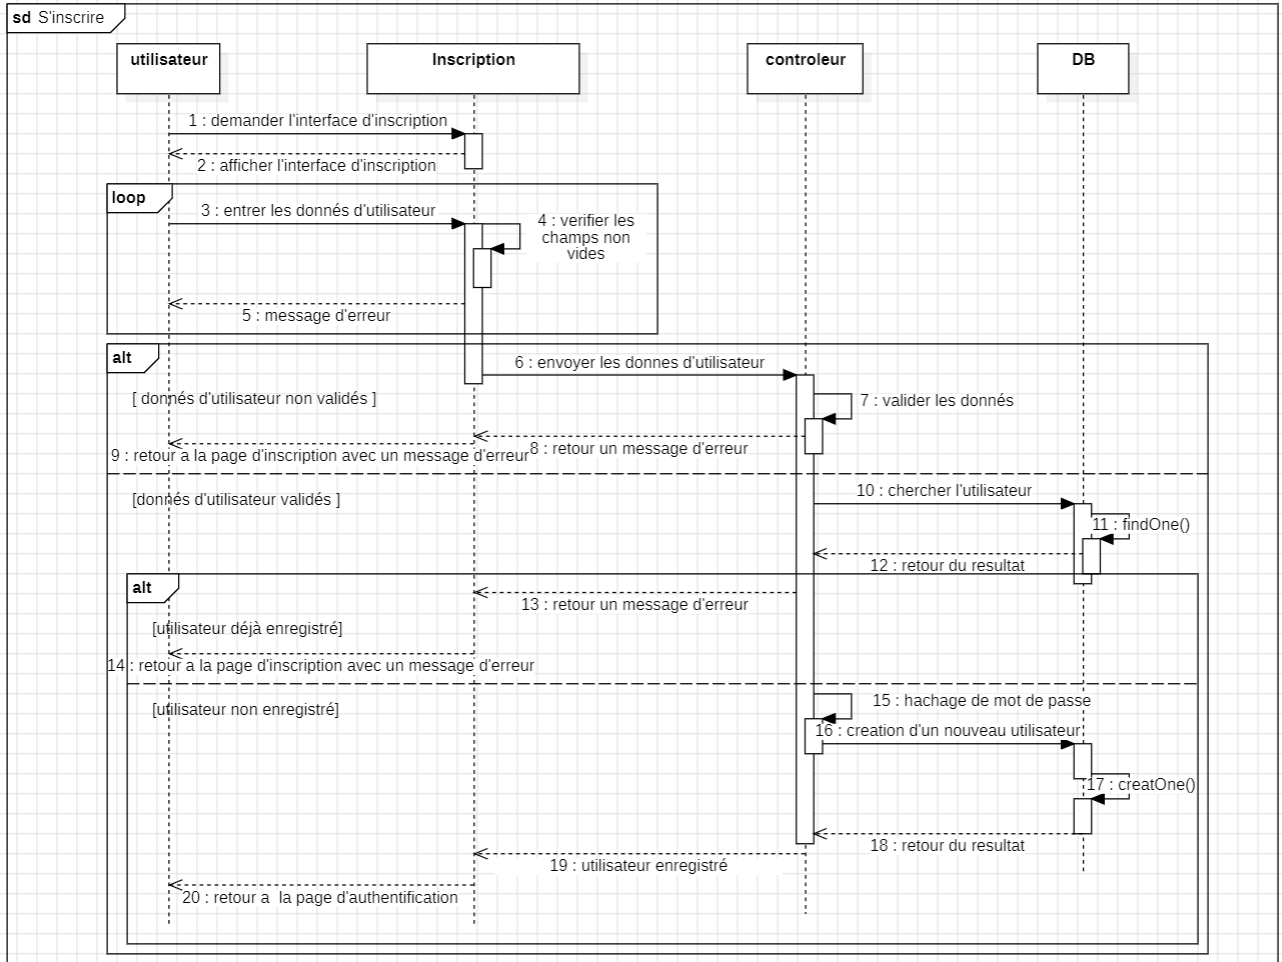 sd S'inscrire
utilisateur
Inscription
controleur
DB
1 : demander l'interface d'inscription
2 : afficher l'interface d'inscription
loop
3 : entrer les donnés d'utilisateur
4 : verifier les
champs non
vides
5 : message d'erreur
alt
6 : envoyer les donnes d'utilisateur
[ donnés d'utilisateur non validés ]
7 : valider les donnés
8 : retour un message d'erreur
9 : retour a la page d'inscription avec un message d'erreur
[donnés d'utilisateur validés ]
10 : chercher l'utilisateur
11 : findOne()
12 : retour du resultat
alt
13 : retour un message d'erreur
[utilisateur déjà enregistré]
14 : retour a la page d'inscription avec un message d'erreur
[utilisateur non enregistré]
15 : hachage de mot de passe
16 : creation d'un nouveau utilisateur
17 : creatOne()
18 : retour du resultat
19 : utilisateur enregistré
20 : retour a  la page d'authentification